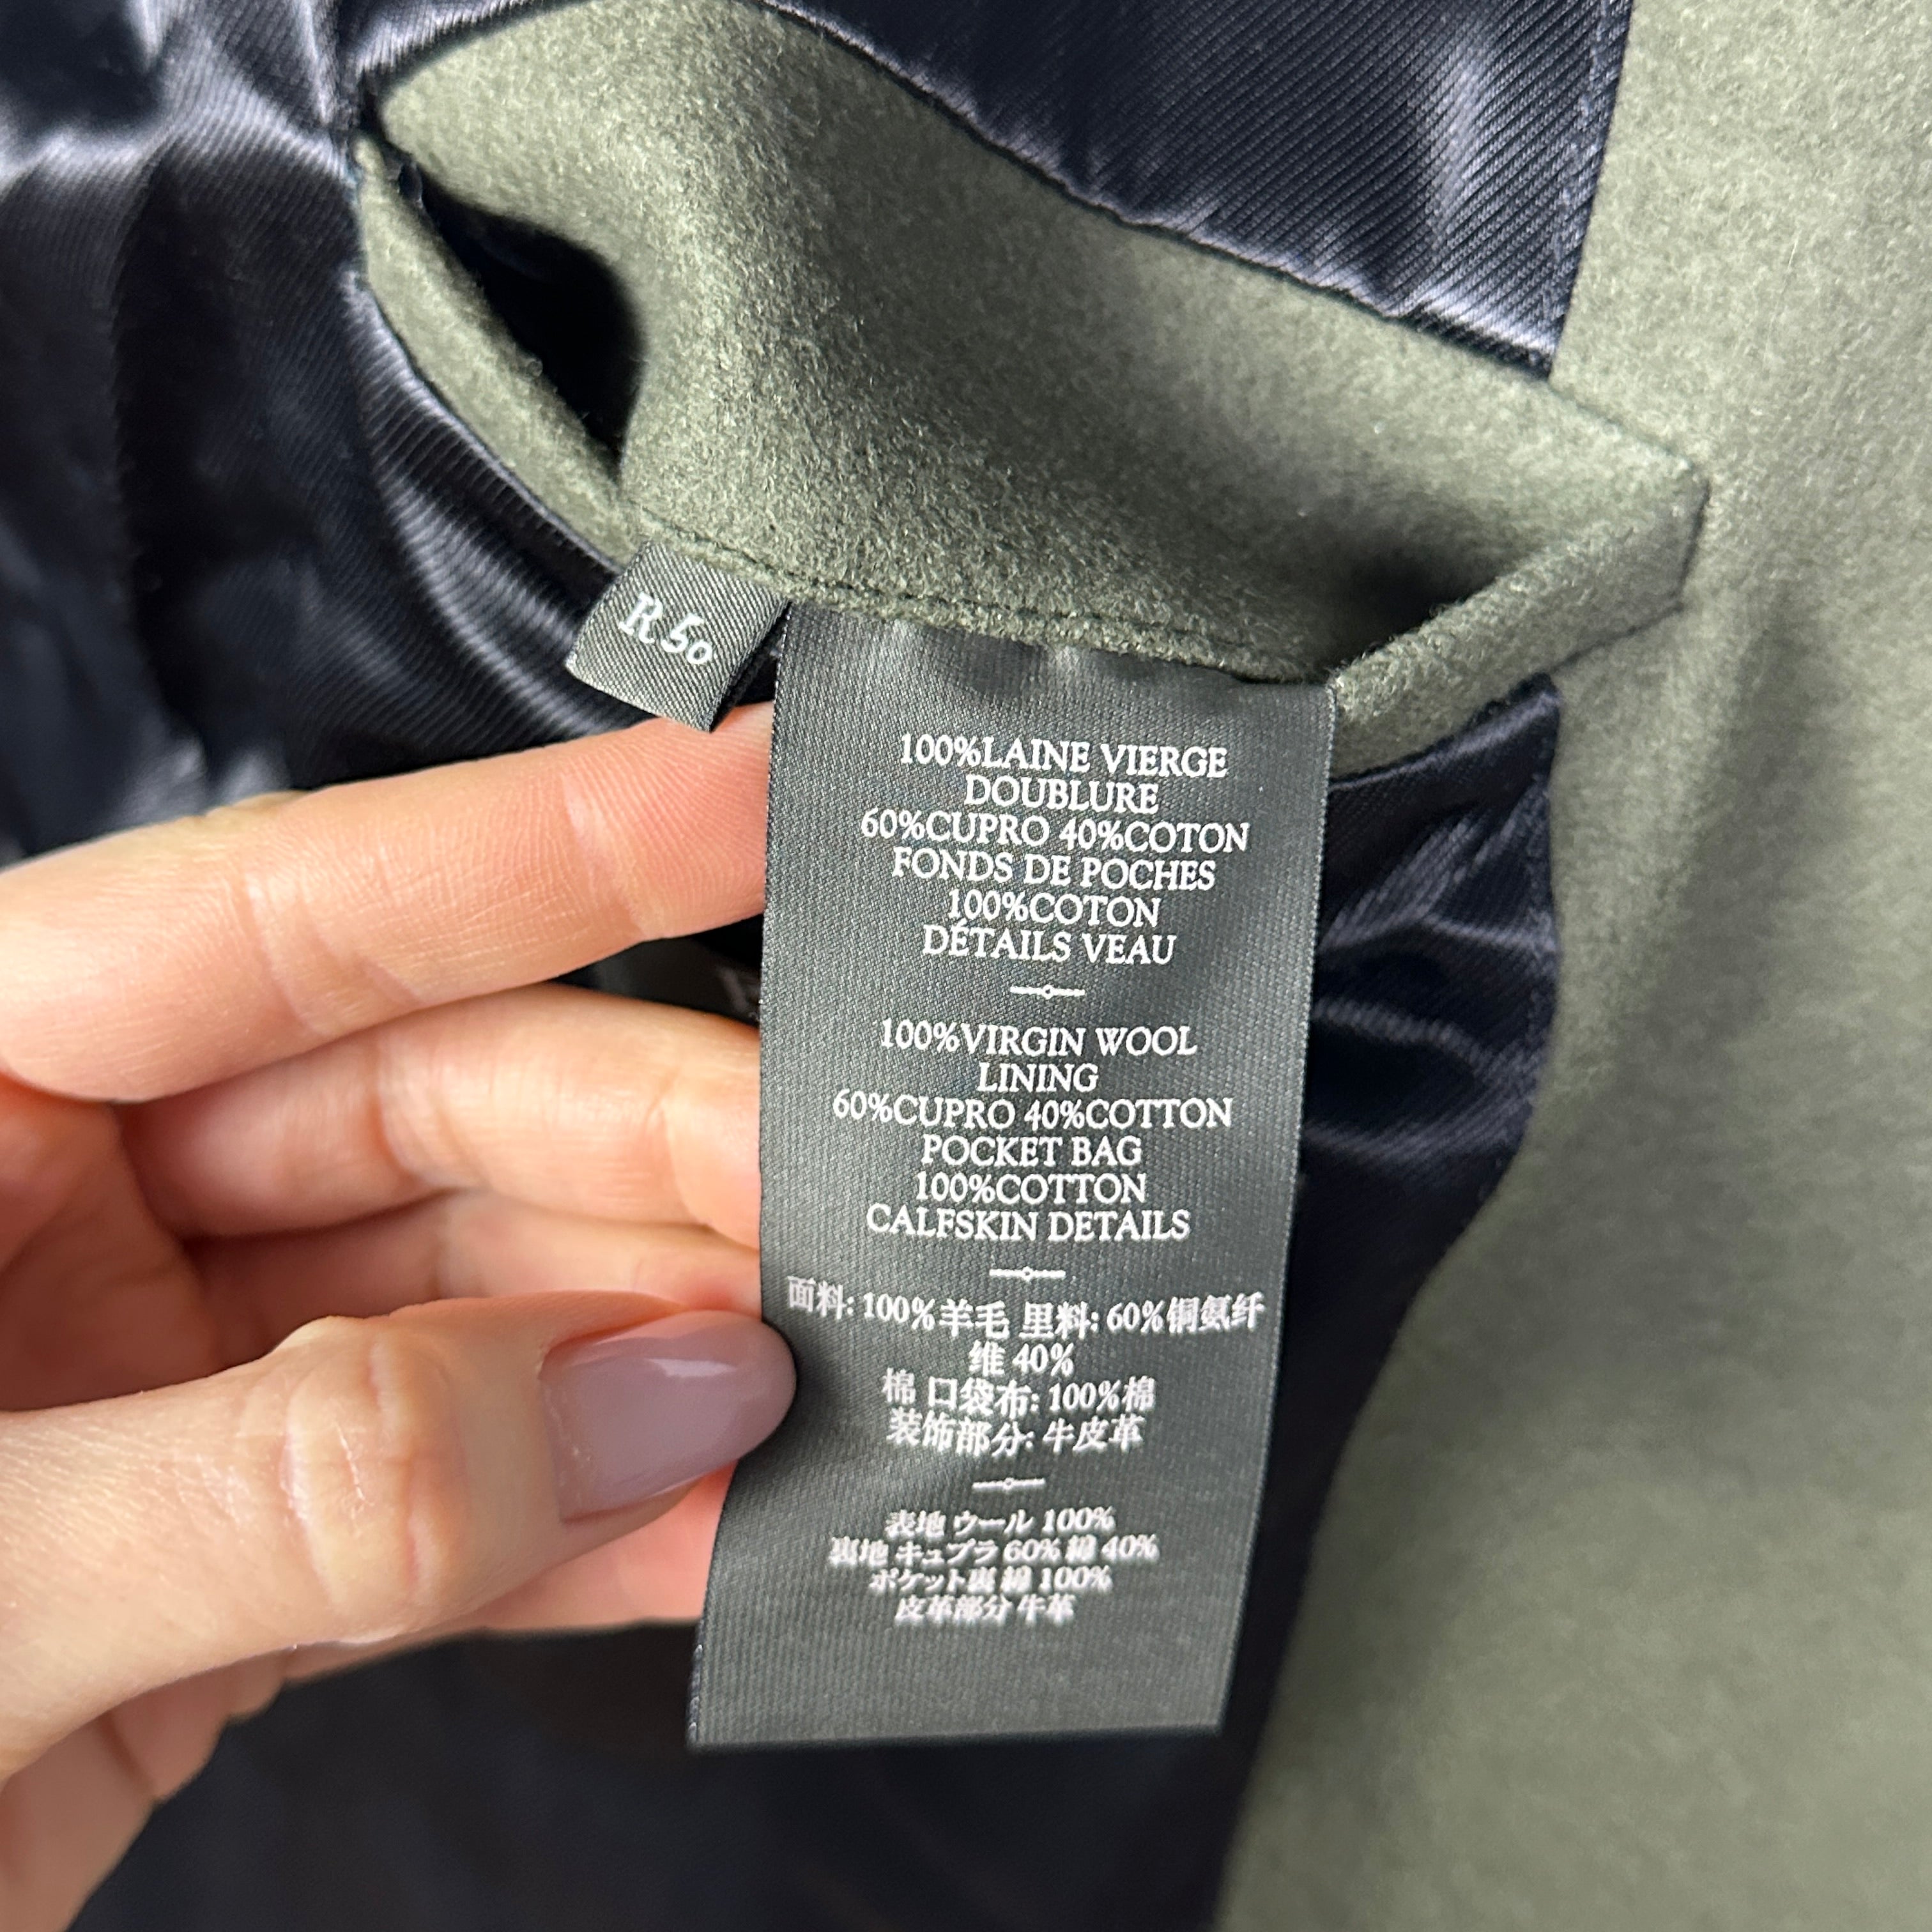 R 50
100%LAINE VIERGE
DOUBLURE
60%CUPRO 40%COTON
FONDS DE POCHES
100%COTON
DÉTAILS VEAU
100%VIRGIN WOOL
LINING
60%CUPRO 40%COTTON
POCKET BAG
100%COTTON
CALFSKIN DETAILS
面料: 100%羊毛 里料: 60%铜氨纤
维 40%
棉 口袋布: 100%棉
装饰部分: 牛皮革
表地 ウール 100%
裏地 キュプラ 60% 綿 40%
ポケット裏 綿 100%
皮革部分 牛革